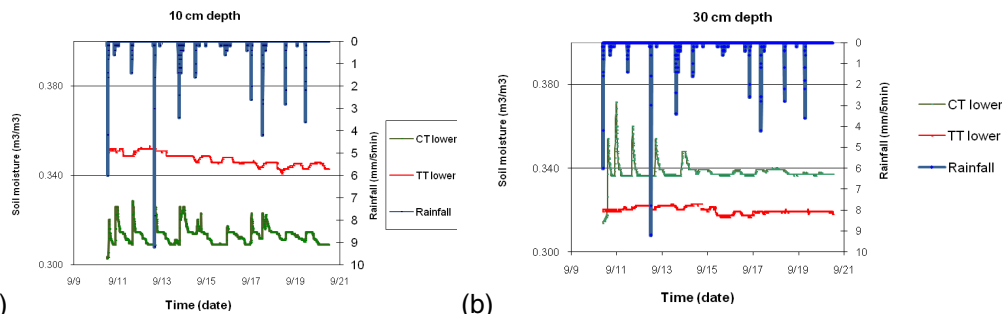 10 cm depth
0.380
0.340
0.300
Soil moisture (m3/m3)
0
1
2
3
4
5
6
7
8
9
10
Rainfall (mm/5min)
9/9
9/11
9/13
9/15
9/17
9/19
9/21
Time (date)
CT lower
TT lower
Rainfall
)
(b)
30 cm depth
0.380
0.340
0.300
Soil moisture (m3/m3)
0
1
2
3
4
5
6
7
8
9
10
Rainfall (mm/5min)
9/9
9/11
9/13
9/15
9/17
9/19
9/21
Time (date)
CT lower
TT lower
Rainfall